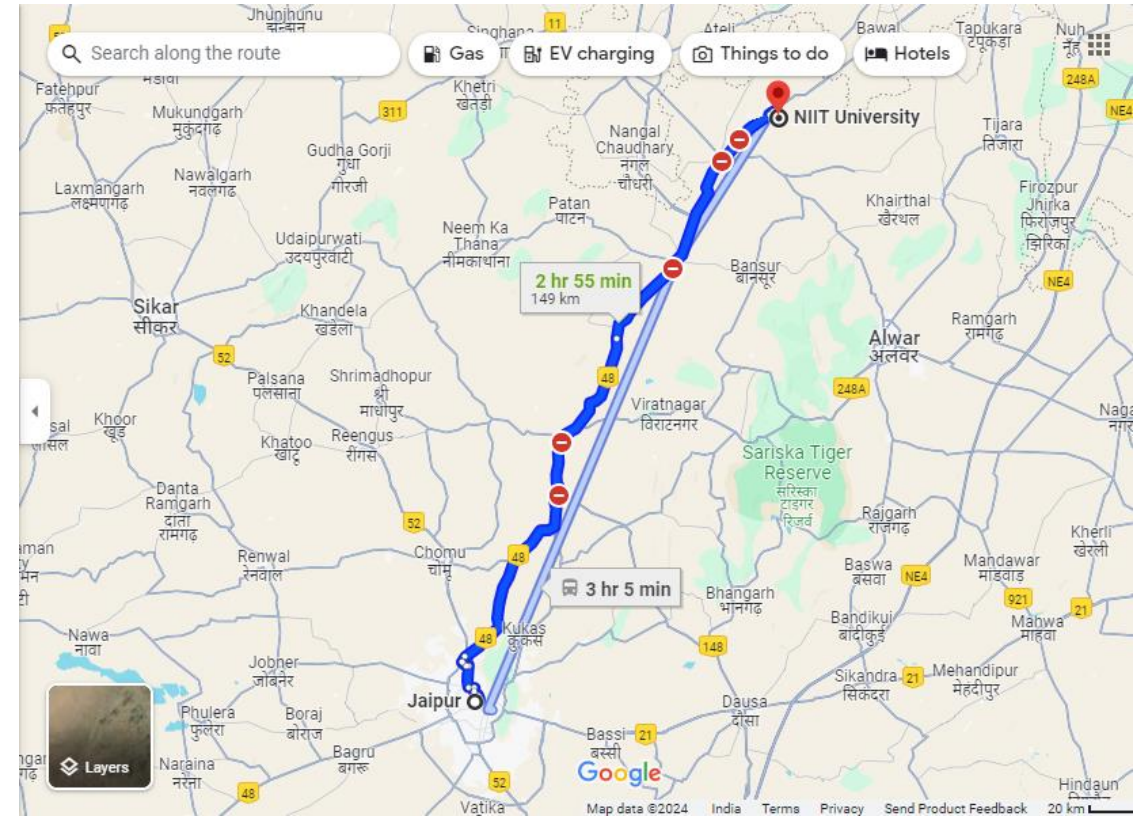 Jhunjhunu
झुन्झुनू
Singhana
11
Ateli
Bawal
Tapukara
टपूकड़ा
Nuh
नूँह
Search along the route
Gas
EV charging
Things to do
Hotels
मंडावा
Fatehpur
फ़तेहपुर
Mukundgarh
मुकुंदगढ़
Khetri
खेतड़ी
311
248A
NE4
NIIT University
Nangal
Chaudhary
नंगल
चौधरी
Tijara
तिजारा
Gudha Gorji
गुधा
गोरजी
Nawalgarh
नवलगढ़
Laxmangarh
लक्ष्मणगढ़
Patan
पाटन
Khairthal
खैरथल
Firozpur
Jhirka
फिरोज़पुर
झिरिका
Udaipurwati
उदयपुरवाटी
Neem Ka
Thana
नीमकाथाना
2 hr 55 min
149 km
Bansur
बानसूर
NE4
Sikar
सीकर
Khandela
खंडेला
Ramgarh
रामगढ़
Alwar
अलवर
52
Palsana
पलसाना
Shrimadhopur
श्री
माधोपुर
48
248A
Viratnagar
विराटनगर
Khoor
खूड़
Khatoo
खाटू
Reengus
रींगस
Sariska Tiger
Reserve
सरिस्का
टाइगर
रिजर्व
Danta
Ramgarh
दाता
रामगढ़
52
Rajgarh
राजगढ़
Kherli
खेरली
Renwal
रेनवाल
Chomu
चोमू
48
Baswa
बसवा
NE4
Mandawar
मांडवाड़
3 hr 5 min
Bhangarh
भानगढ़
921
21
Nawa
नावा
48
Kukas
कुकस
148
Bandikui
बांदीकुई
Mahwa
माहवा
Jobner
जोबनेर
Jaipur
Sikandra
सिकंदरा
21
Mehandipur
मेहंदीपुर
Dausa
दौसा
Phulera
फुलेरा
Boraj
बोराज
Layers
Bassi
बस्सी
21
Bagru
बगरू
Naraina
नरेना
48
52
Vatika
Google
Hindaun
Map data ©2024 India Terms Privacy Send Product Feedback 20 km